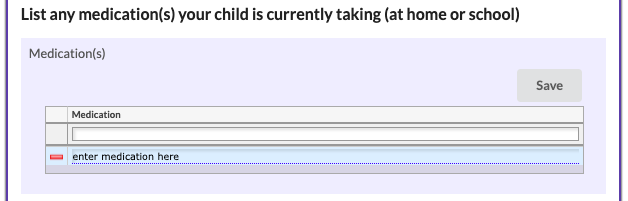 List any medication(s) your child is currently taking (at home or school)
Medication(s)
Save
Medication
enter medication here